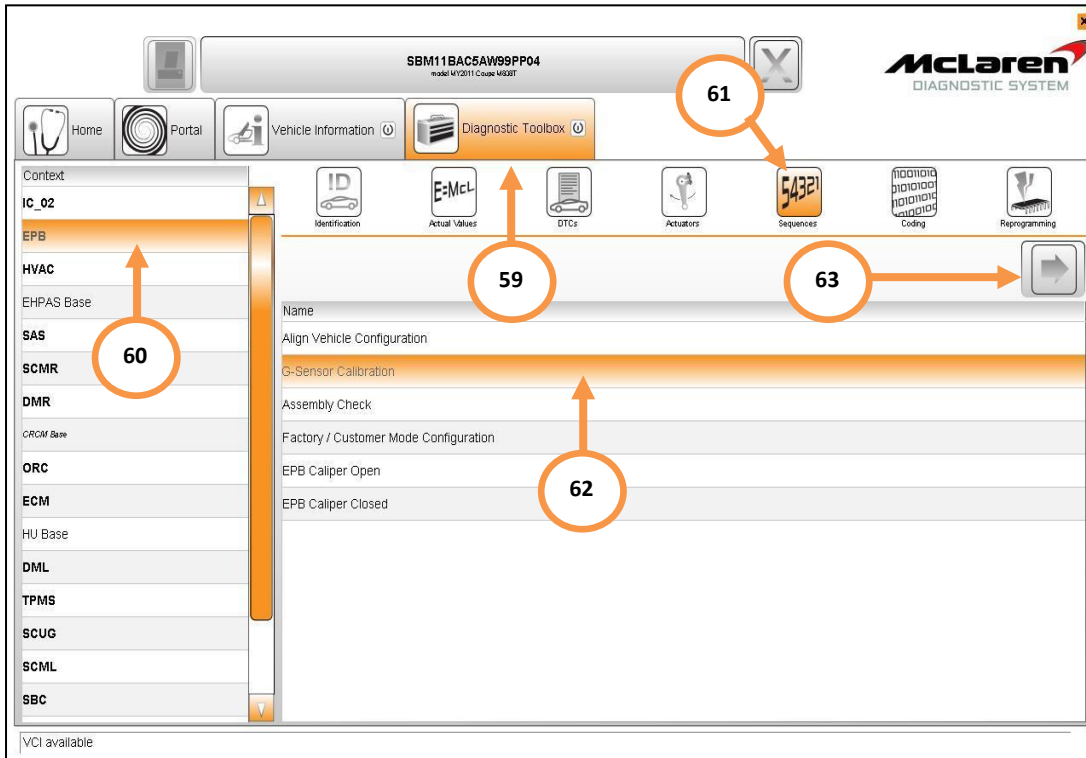 SBM11BAC5AW99PP04
model MY2011 Coupe M838T
X
McLaren
DIAGNOSTIC SYSTEM
61
Home
Portal
Vehicle Information
Diagnostic Toolbox
Context
IC_02
EPB
HVAC
EHPAS Base
SAS
SCMR
DMR
CRCM Base
ORC
ECM
HU Base
DML
TPMS
SCUG
SCML
SBC
60
ID
Identification
E=McL
Actual Values
DTCs
Actuators
54321
Sequences
Coding
Reprogramming
59
63
Name
Align Vehicle Configuration
G-Sensor Calibration
Assembly Check
Factory / Customer Mode Configuration
EPB Caliper Open
EPB Caliper Closed
62
VCI available